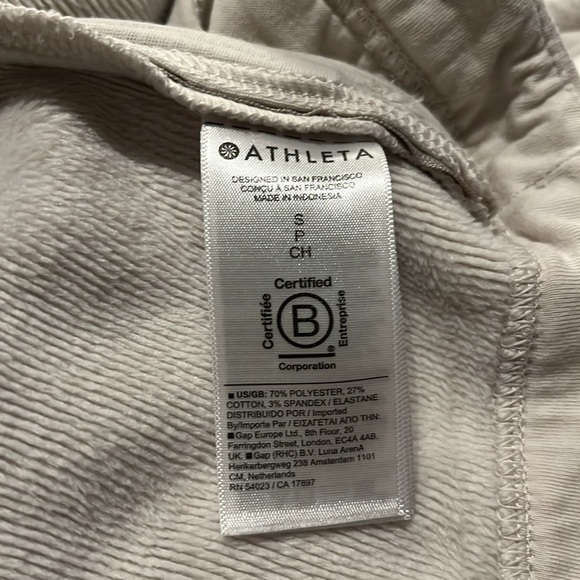 ATHLETA
DESIGNED IN SAN FRANCISCO
CONÇU À SAN FRANCISCO
MADE IN INDONESIA
S
P
CH
Certified
Certifiée
B
Entreprise
®
Corporation
US/GB: 70% POLYESTER, 27%
COTTON, 3% SPANDEX / ELASTANE
DISTRIBUIDO POR / Imported
By/Importe Par / ΕΙΣΑΓΕΤΑΙ ΑΠΟ ΤΗΝ:
Gap Europe Ltd., 8th Floor, 20
Farringdon Street, London, EC4A 4AB,
UK, Gap (RHC) B.V. Luna ArenA
Herikerbergweg 238 Amsterdam 1101
CM, Netherlands
RN 54023 / CA 17897